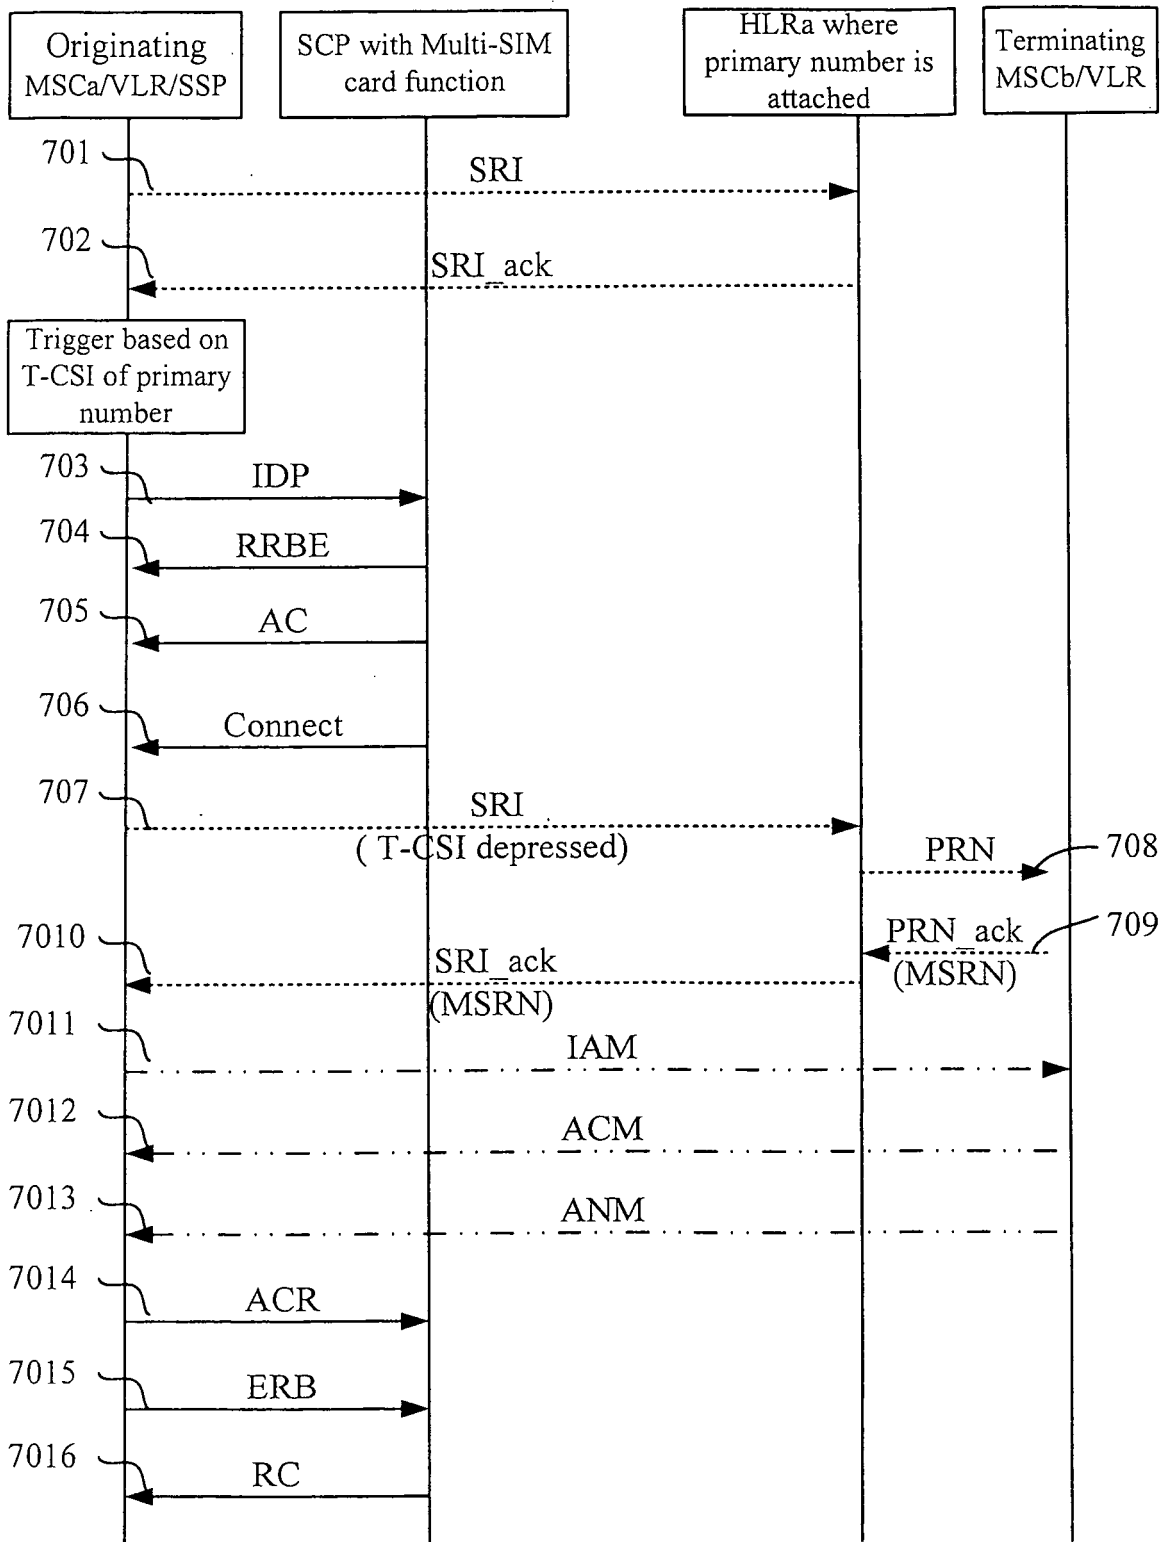 Originating
MSCa/VLR/SSP
SCP with Multi-SIM
card function
HLRa where
primary number is
attached
Terminating
MSCb/VLR
701
SRI
702
SRI_ack
Trigger based on
T-CSI of primary
number
703
IDP
704
RRBE
705
AC
706
Connect
707
SRI
( T-CSI depressed)
PRN
708
PRN_ack
709
(MSRN)
7010
SRI_ack
(MSRN)
7011
IAM
7012
ACM
7013
ANM
7014
ACR
7015
ERB
7016
RC